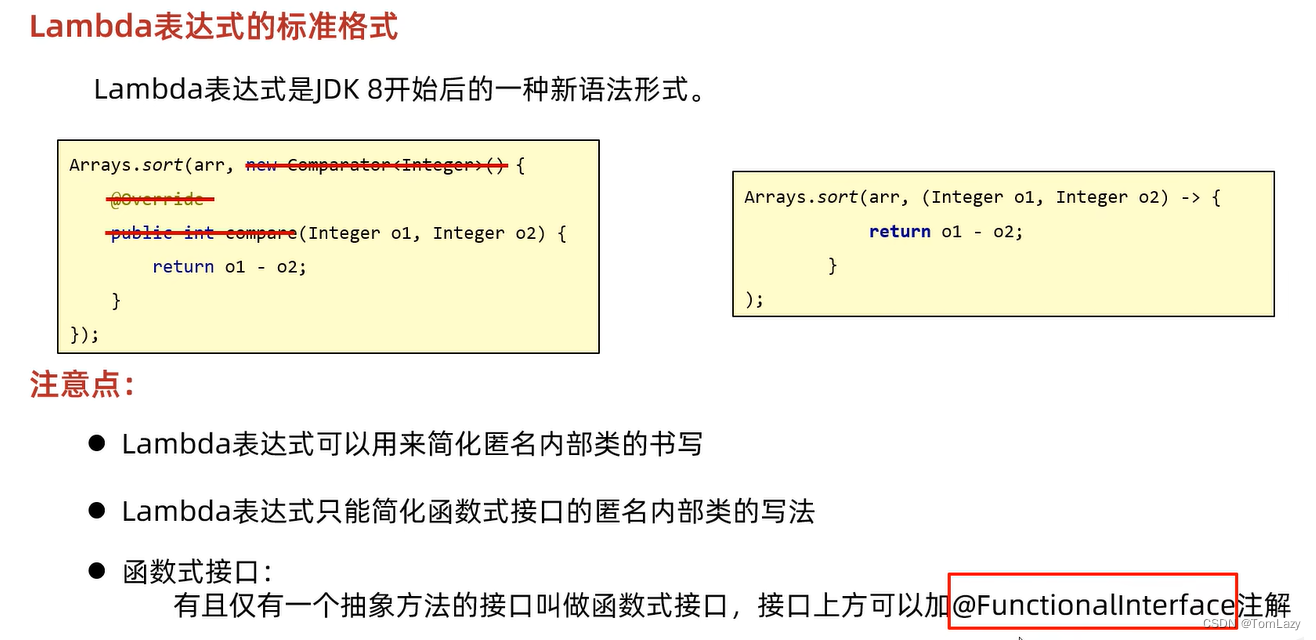 Lambda表达式的标准格式
Lambda表达式是JDK 8开始后的一种新语法形式。
Arrays.sort(arr, new Comparator<Integer>() {
@Override
public int compare(Integer o1, Integer o2) {
return o1 - o2;
}
});
Arrays.sort(arr, (Integer o1, Integer o2) -> {
return o1 - o2;
}
);
注意点：
● Lambda表达式可以用来简化匿名内部类的书写
● Lambda表达式只能简化函数式接口的匿名内部类的写法
● 函数式接口：
有且仅有一个抽象方法的接口叫做函数式接口，接口上方可以加@FunctionalInterface注解
CSDN @TomLazy